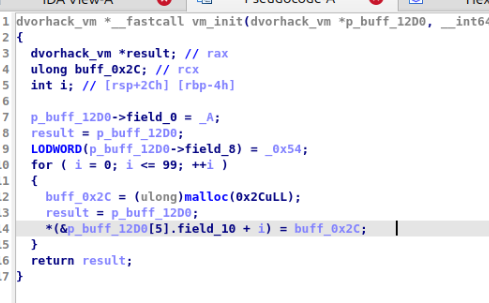 IDA View-A
Pseudocode-A
Hex
1 dvorhack_vm *__fastcall vm_init(dvorhack_vm *p_buff_12D0, __int64
2 {
3 dvorhack_vm *result; // rax
4 ulong buff_0x2C; // rcx
5 int i; // [rsp+2Ch] [rbp-4h]
6
7 p_buff_12D0->field_0 = _A;
8 result = p_buff_12D0;
9 LODWORD(p_buff_12D0->field_8) = _0x54;
10 for ( i = 0; i <= 99; ++i )
11 {
12 buff_0x2C = (ulong)malloc(0x2CuLL);
13 result = p_buff_12D0;
14 *(&p_buff_12D0[5].field_10 + i) = buff_0x2C;
15 }
16 return result;
17 }